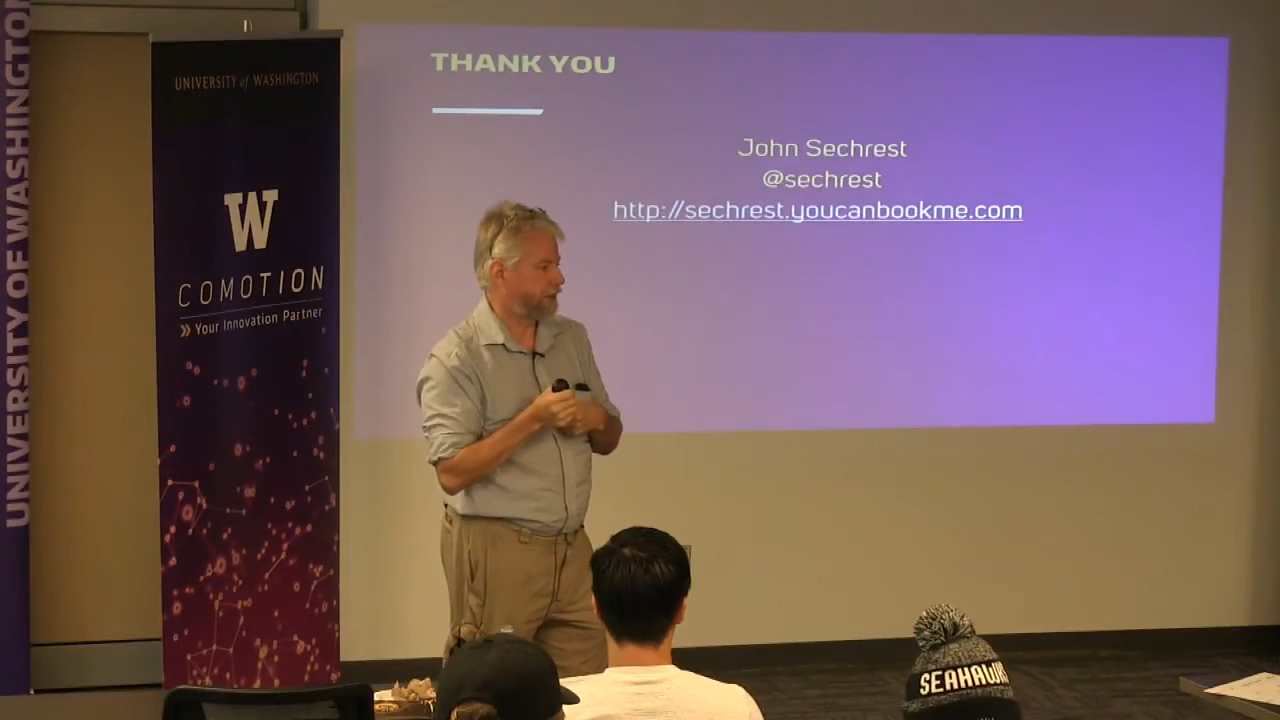 UNIVERSITY OF WASHINGTON
UNIVERSITY of WASHINGTON
W
COMOTION
Your Innovation Partner
THANK YOU
John Sechrest
@sechrest
http://sechrest.youcanbookme.com
SEAHAWKS